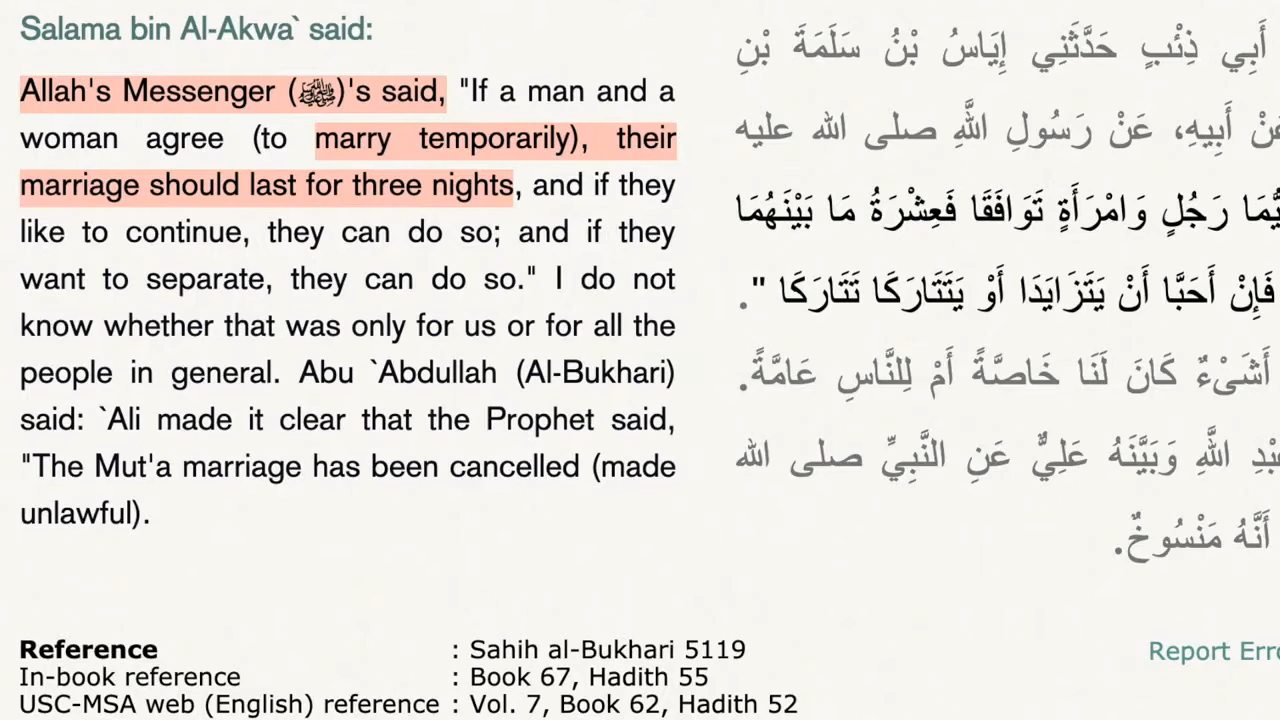 Salama bin Al-Akwa` said:
Allah's Messenger (ﷺ)'s said, "If a man and a
woman agree (to marry temporarily), their
marriage should last for three nights, and if they
like to continue, they can do so; and if they
want to separate, they can do so." I do not
know whether that was only for us or for all the
people in general. Abu `Abdullah (Al-Bukhari)
said: `Ali made it clear that the Prophet said,
"The Mut'a marriage has been cancelled (made
unlawful).
أَبِي ذِئْبٍ حَدَّثَنِي إِيَاسُ بْنُ سَلَمَةَ بْنِ
عَنْ أَبِيهِ، عَنْ رَسُولِ اللَّهِ صلى الله عليه
رَجُلٍ وَامْرَأَةٍ تَوَافَقَا فَعِشْرَةُ مَا بَيْنَهُمَا
فَإِنْ أَحَبَّا أَنْ يَتَزَايَدَا أَوْ يَتَتَارَكَا تَتَارَكَا ‏"‏‏.‏
أَشَىْءٌ كَانَ لَنَا خَاصَّةً أَمْ لِلنَّاسِ عَامَّةً‏.‏
اللَّهِ وَبَيَّنَهُ عَلِيٌّ عَنِ النَّبِيِّ صلى الله
أَنَّهُ مَنْسُوخٌ‏.‏
Reference : Sahih al-Bukhari 5119
In-book reference : Book 67, Hadith 55
USC-MSA web (English) reference : Vol. 7, Book 62, Hadith 52
Report